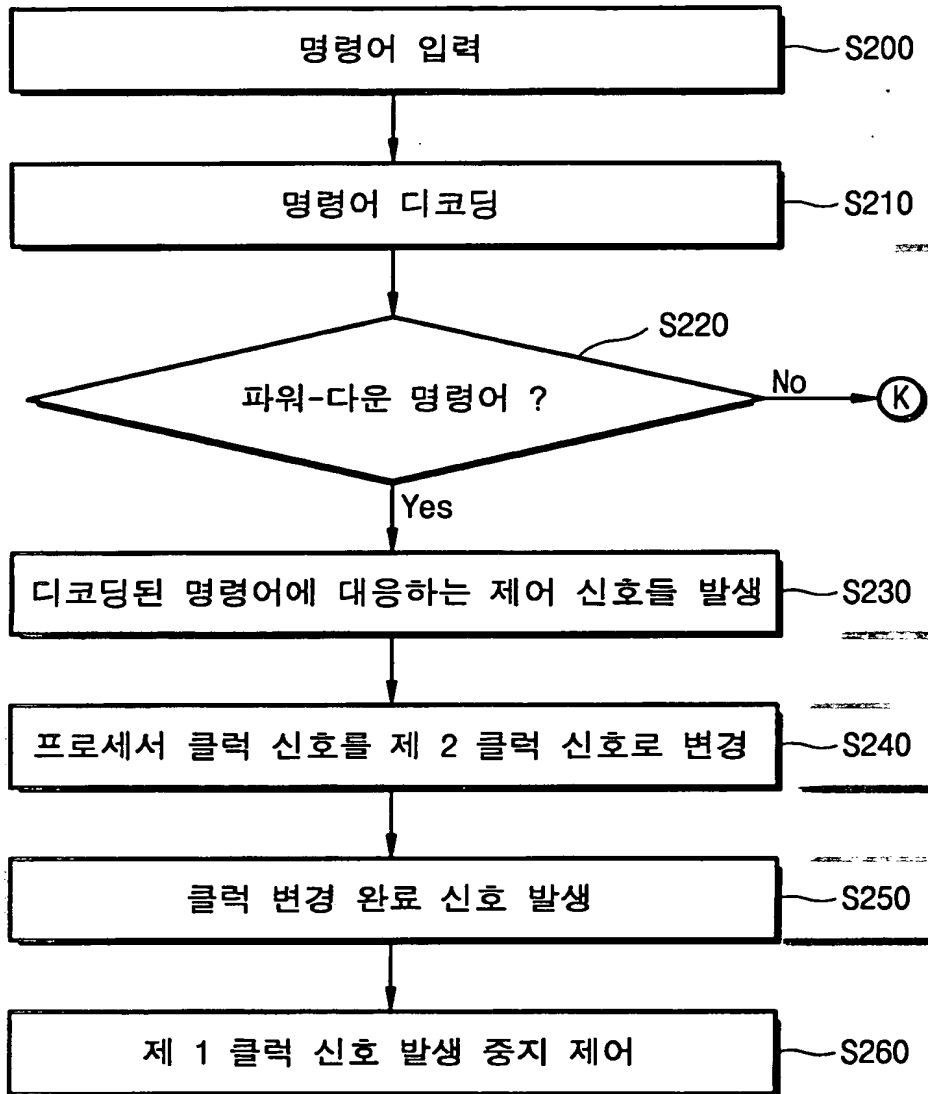 명령어 입력 S200
명령어 디코딩 S210
S220
파워-다운 명령어 ? No K
Yes
디코딩된 명령어에 대응하는 제어 신호들 발생 S230
프로세서 클럭 신호를 제 2 클럭 신호로 변경 S240
클럭 변경 완료 신호 발생 S250
제 1 클럭 신호 발생 중지 제어 S260